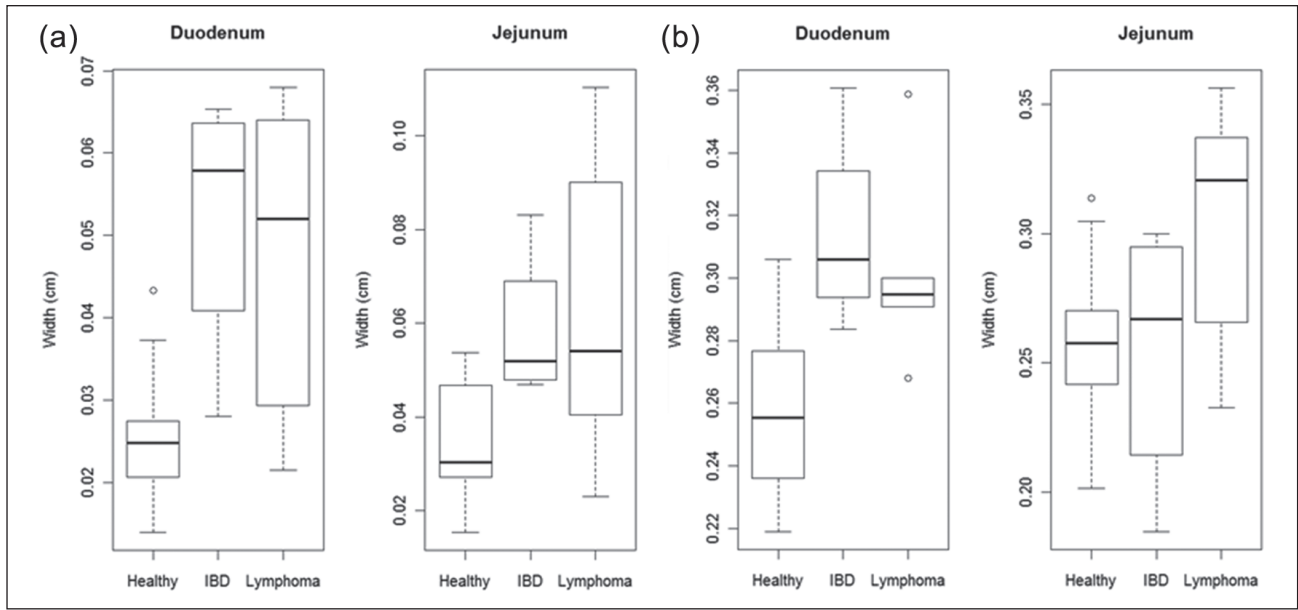 (a)
Duodenum
Width (cm)
0.07
0.06
0.05
0.04
0.03
0.02
Healthy IBD Lymphoma
Jejunum
Width (cm)
0.10
0.08
0.06
0.04
0.02
Healthy IBD Lymphoma
(b)
Duodenum
Width (cm)
0.36
0.34
0.32
0.30
0.28
0.26
0.24
0.22
Healthy IBD Lymphoma
Jejunum
Width (cm)
0.35
0.30
0.25
0.20
Healthy IBD Lymphoma